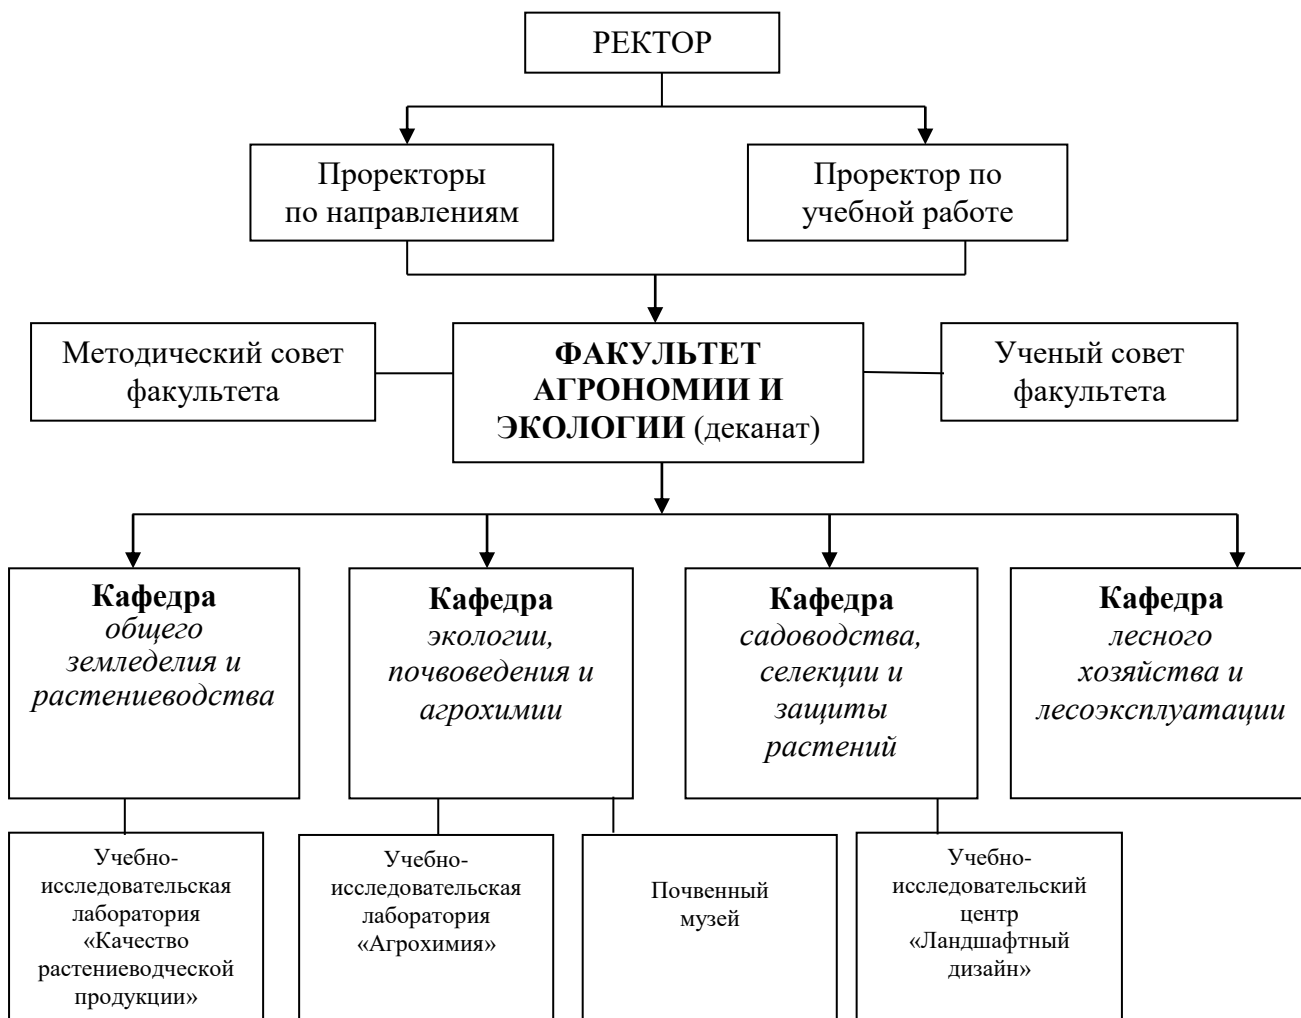 РЕКТОР
Проректоры
по направлениям
Проректор по
учебной работе
Методический совет
факультета
ФАКУЛЬТЕТ
АГРОНОМИИ И
ЭКОЛОГИИ (деканат)
Ученый совет
факультета
Кафедра
общего
земледелия и
растениеводства
Кафедра
экологии,
почвоведения и
агрохимии
Кафедра
садоводства,
селекции и
защиты
растений
Кафедра
лесного
хозяйства и
лесоэксплуатации
Учебно-
исследовательская
лаборатория
«Качество
растениеводческой
продукции»
Учебно-
исследовательская
лаборатория
«Агрохимия»
Почвенный
музей
Учебно-
исследовательский
центр
«Ландшафтный
дизайн»